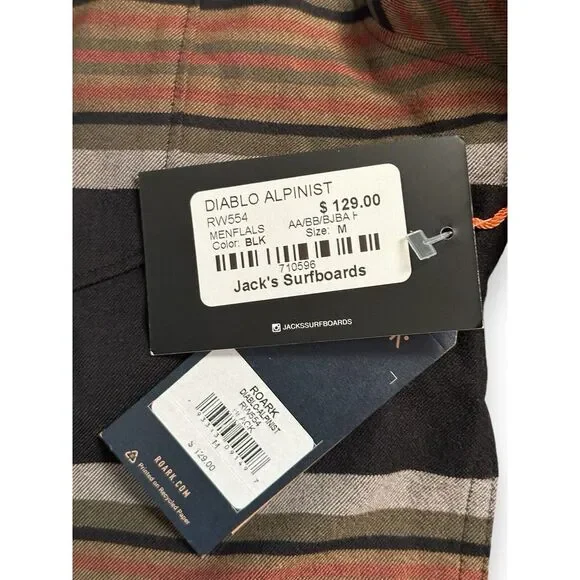 DIABLO ALPINIST
RW554 $ 129.00
MENFLALS AA/BB/BJBA F
Color: BLK Size: M
710596
Jack's Surfboards
JACKSSURFBOARDS
ROARK
DIABLO-ALPINIST
RW554
M
$ 129.00
ROARK.COM
Printed on Recycled Paper